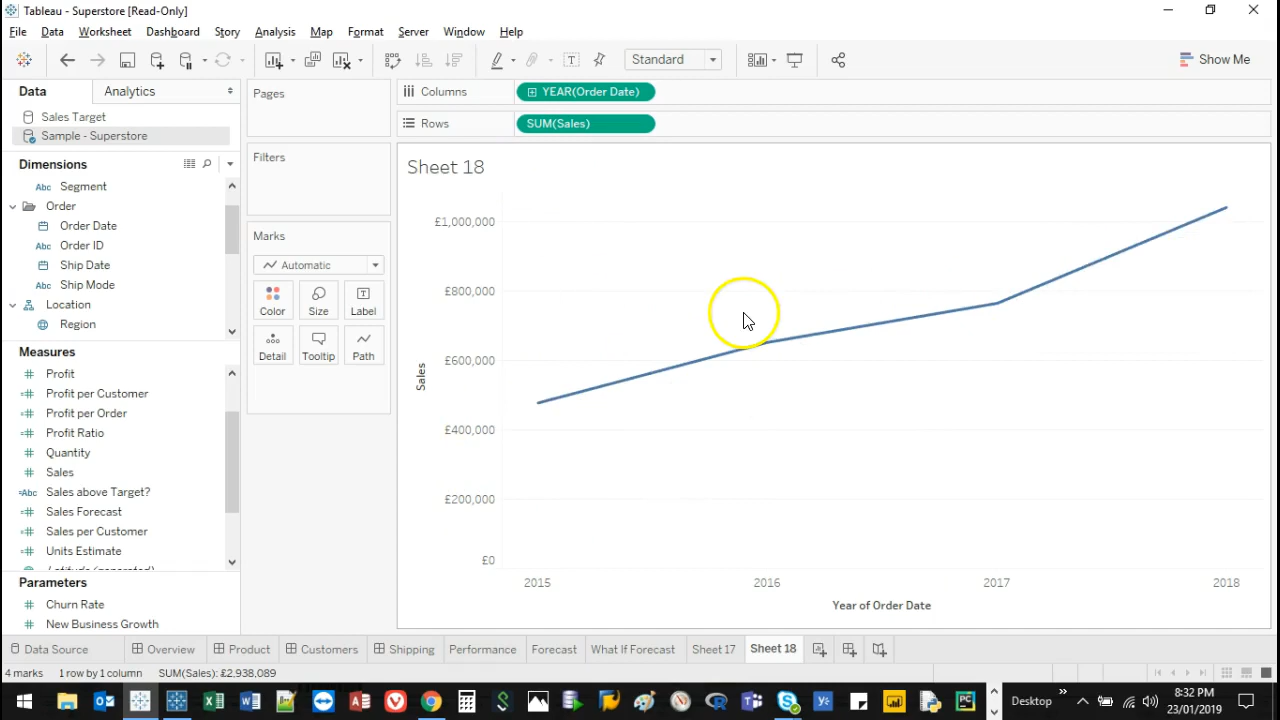 Tableau - Superstore [Read-Only]
File Data Worksheet Dashboard Story Analysis Map Format Server Window Help
Standard
Show Me
Data Analytics
Sales Target
Sample - Superstore
Dimensions
Abc Segment
Order
Order Date
Abc Order ID
Ship Date
Abc Ship Mode
Location
Region
Measures
Profit
Profit per Customer
Profit per Order
Profit Ratio
Quantity
Sales
=Abc Sales above Target?
Sales Forecast
Sales per Customer
Units Estimate
Parameters
Churn Rate
New Business Growth
Pages
Filters
Marks
Automatic
Color Size Label
Detail Tooltip Path
Columns YEAR(Order Date)
Rows SUM(Sales)
Sheet 18
£1,000,000
£800,000
£600,000
£400,000
£200,000
£0
Sales
2015 2016 2017 2018
Year of Order Date
Data Source Overview Product Customers Shipping Performance Forecast What If Forecast Sheet 17 Sheet 18
4 marks 1 row by 1 column SUM(Sales): £2,938,089
Desktop
8:32 PM
23/01/2019